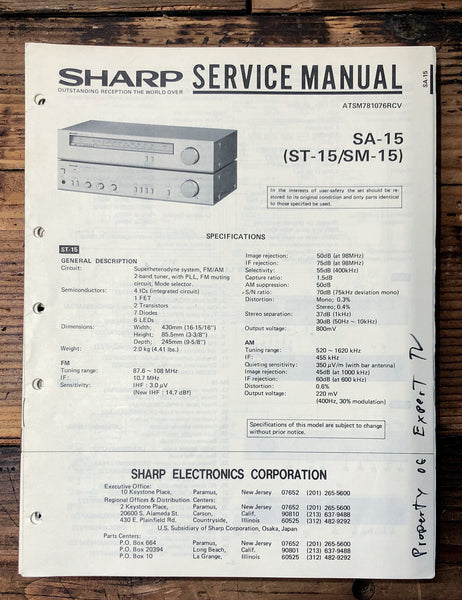 SHARP SERVICE MANUAL
OUTSTANDING RECEPTION THE WORLD OVER
SA-15
ATSM781076RCV
SA-15
(ST-15/SM-15)
In the interests of user-safety the set should be re-
stored to its original condition and only parts identical
to those specified be used.
SPECIFICATIONS
ST-15
GENERAL DESCRIPTION
Circuit: Superheterodyne system, FM/AM
2-band tuner, with PLL, FM muting
circuit, Mode selector.
Semiconductors: 4 ICs (Integrated circuit)
1 FET
2 Transistors
7 Diodes
6 LEDs
Dimensions: Width; 430mm (16-15/16")
Height; 85.5mm (3-3/8")
Depth; 245mm (9-5/8")
Weight: 2.0 kg (4.41 lbs.)
FM
Tuning range: 87.6 ~ 108 MHz
IF: 10.7 MHz
Sensitivity: IHF : 3.0 μV
(New IHF : 14.7 dBf)
Image rejection: 50dB (at 98MHz)
IF rejection: 75dB (at 98MHz)
Selectivity: 55dB (400kHz)
Capture ratio: 1.5dB
AM suppression: 50dB
S/N ratio: 70dB (75kHz deviation mono)
Distortion: Mono; 0.3%
Stereo; 0.4%
Stereo separation: 37dB (1kHz)
30dB (50Hz ~ 10kHz)
Output voltage: 800mV
AM
Tuning range: 520 ~ 1620 kHz
IF: 455 kHz
Quieting sensitivity: 350 μV/m (with bar antenna)
Image rejection: 45dB (at 1000 kHz)
IF rejection: 60dB (at 600 kHz)
Distortion: 0.6%
Output voltage: 220 mV
(400Hz, 30% modulation)
Specifications of this model are subject to change
without prior notice.
Property of Expert TV
SHARP ELECTRONICS CORPORATION
Executive Office:
10 Keystone Place, Paramus, New Jersey 07652 (201) 265-5600
Regional Offices & Distribution Centers:
2 Keystone Place, Paramus, New Jersey 07652 (201) 265-5600
20600 S. Alameda St. Carson, Calif. 90810 (213) 637-9488
430 E. Plainfield Rd. Countryside, Illinois 60525 (312) 482-9292
U.S. Subsidiary of Sharp Corporation, Osaka, Japan
Parts Centers:
P.O. Box 664 Paramus, New Jersey 07652 (201) 265-5600
P.O. Box 20394 Long Beach, Calif. 90801 (213) 637-9488
P.O. Box 10 La Grange, Illinois 60525 (312) 482-9292